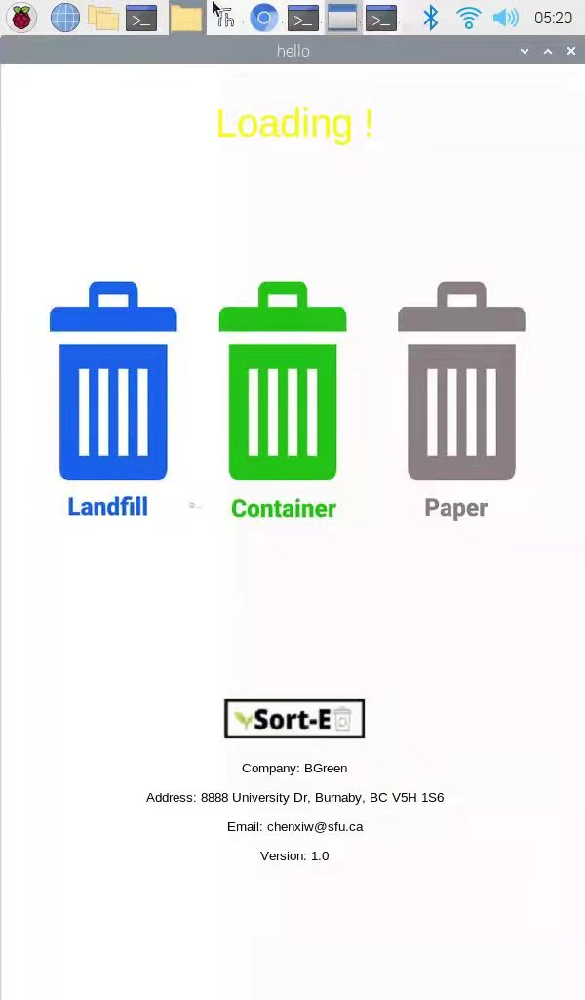 05:20
hello
Loading !
Landfill
Container
Paper
Sort-E
Company: BGreen
Address: 8888 University Dr, Burnaby, BC V5H 1S6
Email: chenxiw@sfu.ca
Version: 1.0